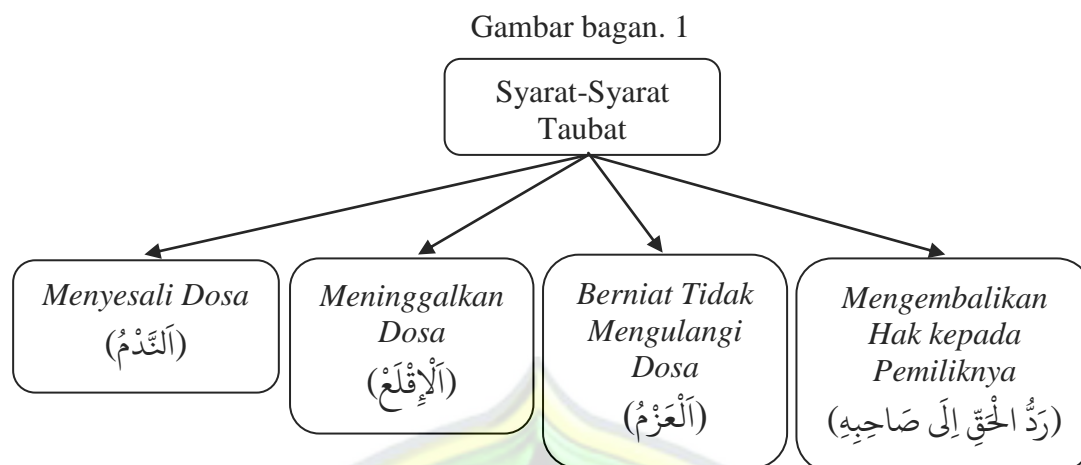 Gambar bagan. 1
Syarat-Syarat
Taubat
Menyesali Dosa
(اَلنَّدْمُ)
Meninggalkan
Dosa
(اَلْإِقْلَعْ)
Berniat Tidak
Mengulangi
Dosa
(اَلْعَزْمُ)
Mengembalikan
Hak kepada
Pemiliknya
(رَدُّ الْحَقِّ اِلَى صَاحِبِهِ)